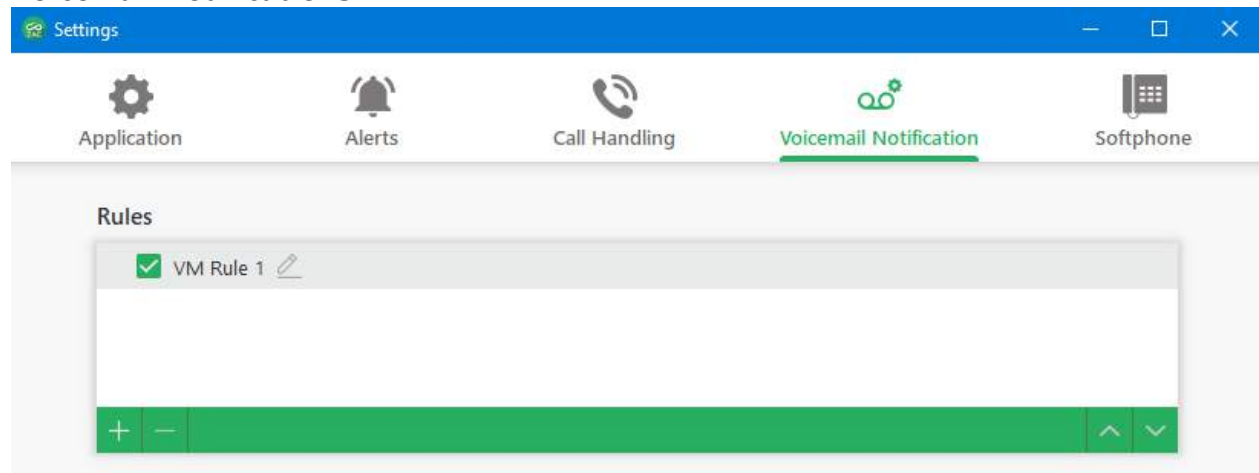 Settings
Application Alerts Call Handling Voicemail Notification Softphone
Rules
VM Rule 1